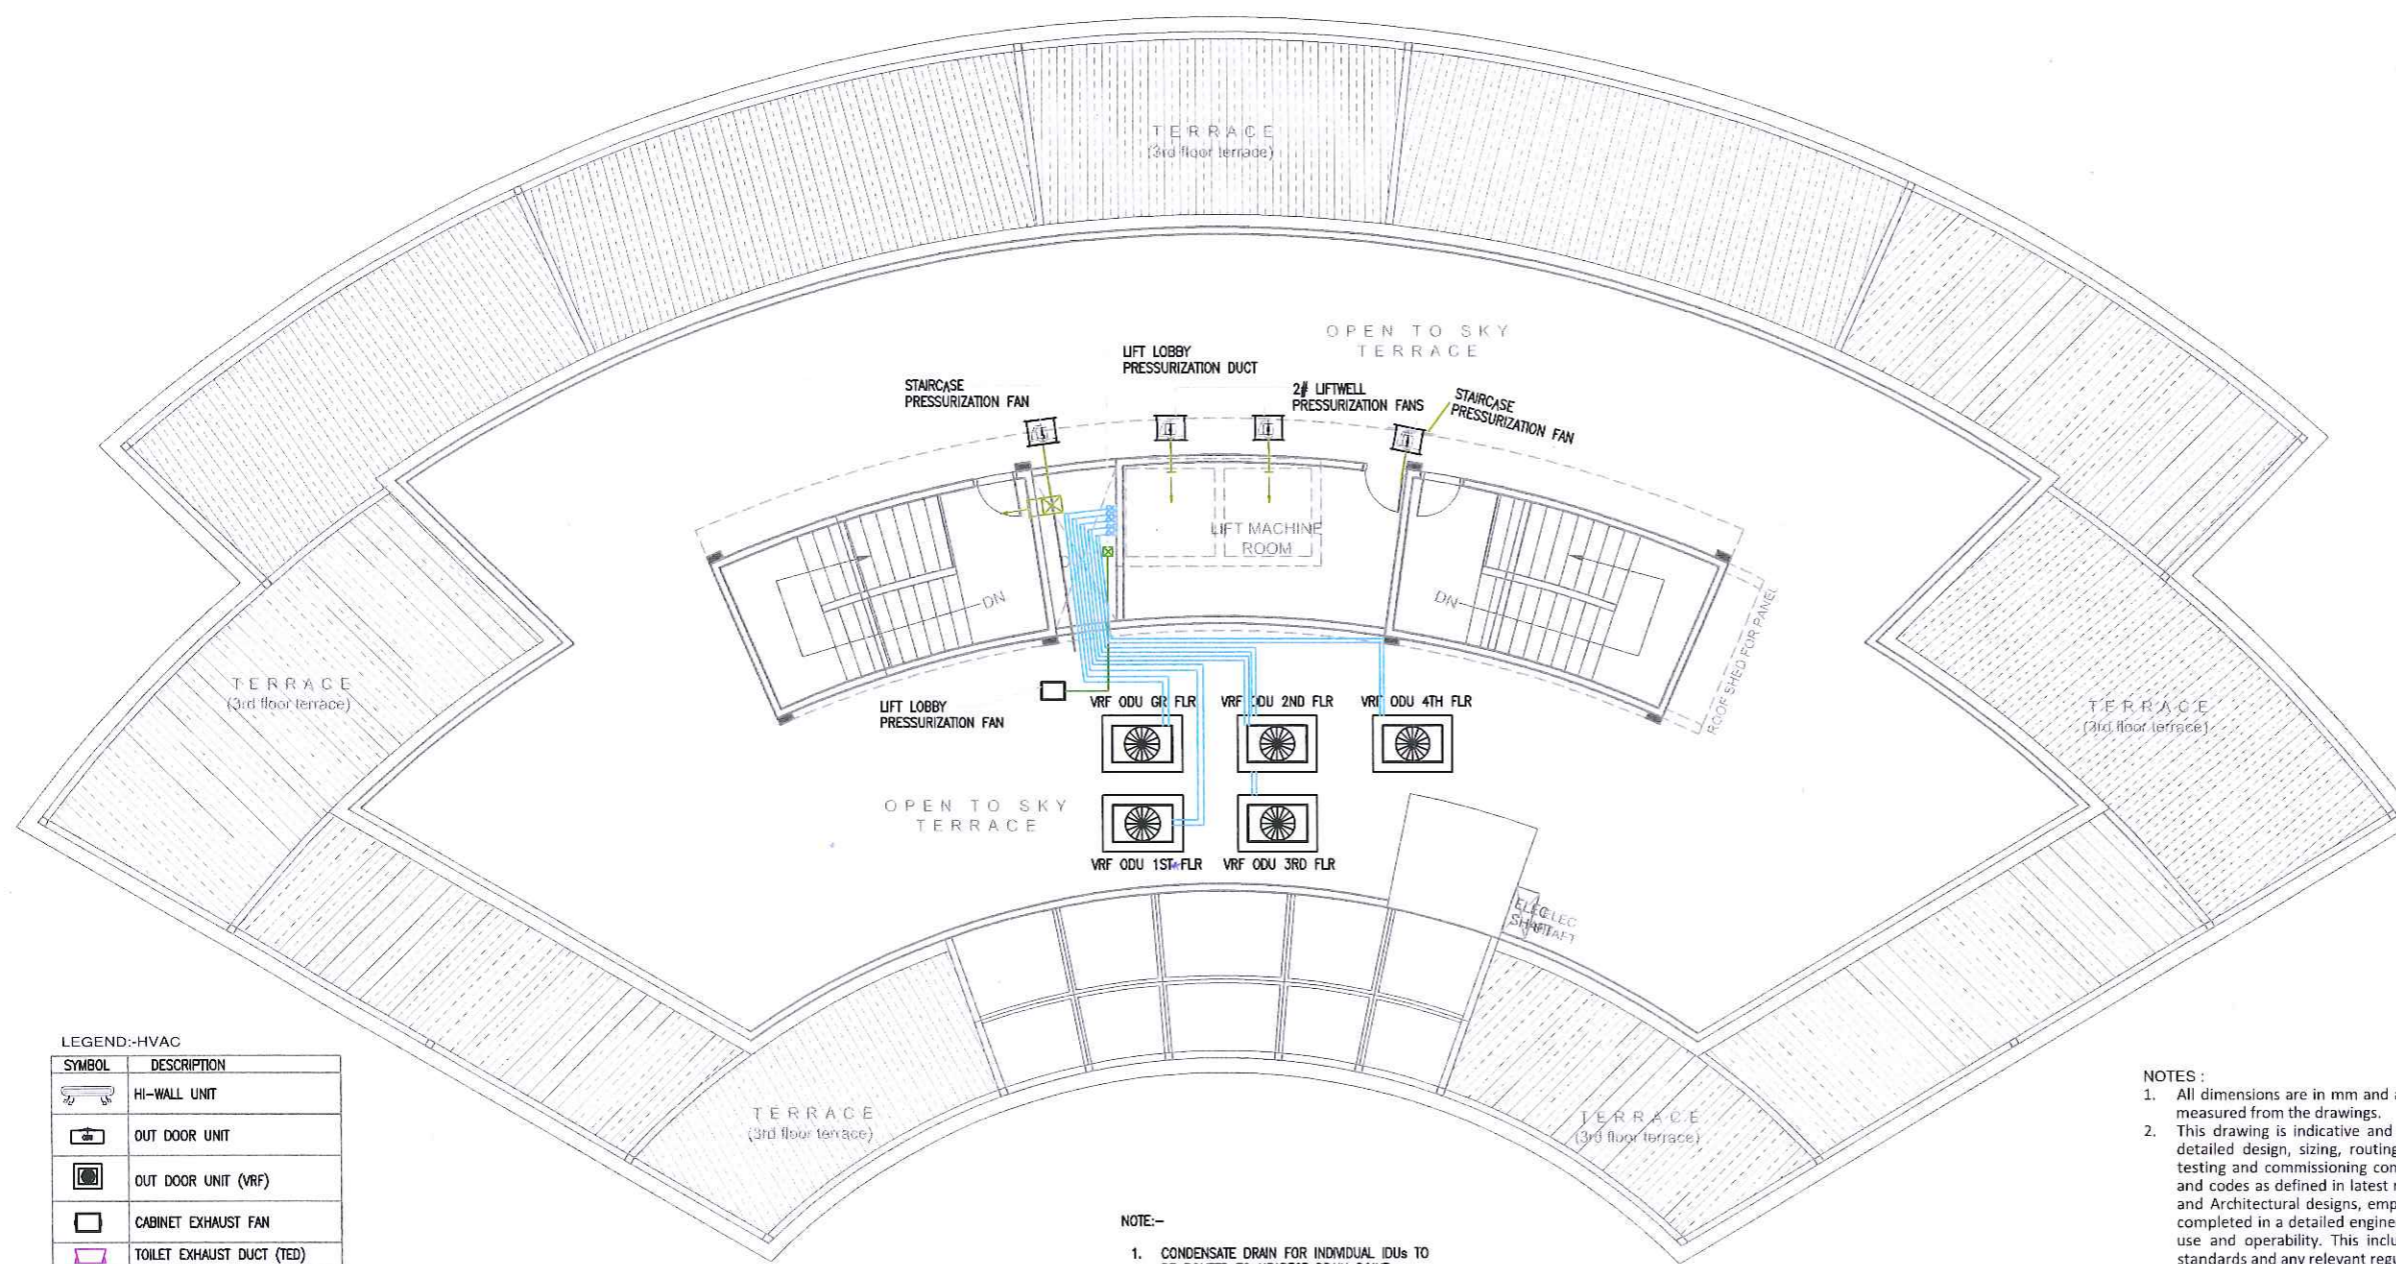 TERRACE
(3rd floor terrace)
OPEN TO SKY
TERRACE
LIFT LOBBY
PRESSURIZATION DUCT
STAIRCASE
PRESSURIZATION FAN
2# LIFTWELL
PRESSURIZATION FANS
STAIRCASE
PRESSURIZATION FAN
LIFT MACHINE
ROOM
DN
DN
ROOF SHED FOR PANEL
TERRACE
(3rd floor terrace)
TERRACE
(3rd floor terrace)
LIFT LOBBY
PRESSURIZATION FAN
VRF ODU GR FLR
VRF ODU 2ND FLR
VRF ODU 4TH FLR
OPEN TO SKY
TERRACE
VRF ODU 1ST FLR
VRF ODU 3RD FLR
ELEC ELEC
SHAFT
TERRACE
(3rd floor terrace)
TERRACE
(3rd floor terrace)
LEGEND:-HVAC
SYMBOL DESCRIPTION
HI-WALL UNIT
OUT DOOR UNIT
OUT DOOR UNIT (VRF)
CABINET EXHAUST FAN
TOILET EXHAUST DUCT (TED)
NOTE:-
1. CONDENSATE DRAIN FOR INDIVIDUAL IDUs TO
NOTES :
1. All dimensions are in mm and
measured from the drawings.
2. This drawing is indicative and
detailed design, sizing, routing
testing and commissioning
and codes as defined in latest
and Architectural designs,
completed in a detailed
use and operability. This
standards and any relevant